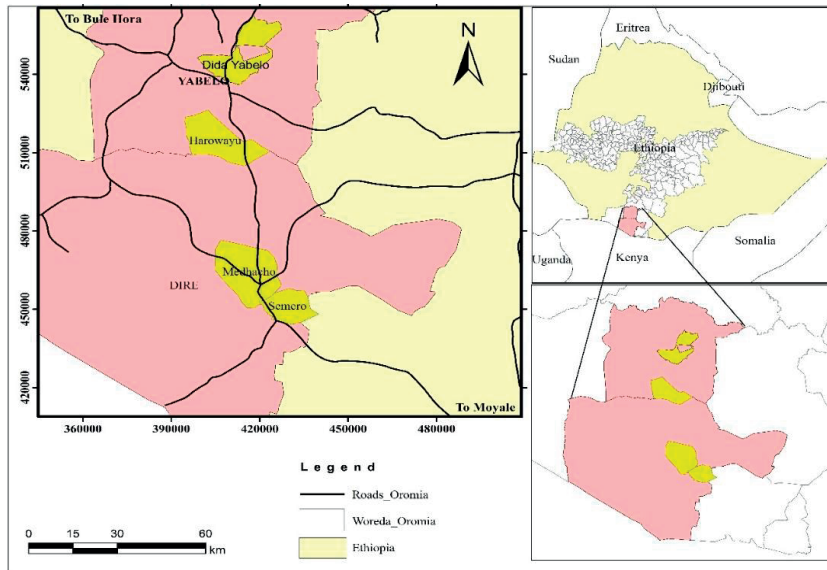 To Bule Hora
N
Dida Yabelo
YABELO
Harowayu
Medhacho
DIRE
Semero
To Moyale
540000
510000
480000
450000
420000
360000 390000 420000 450000 480000
Legend
Roads_Oromia
Woreda_Oromia
Ethiopia
0 15 30 60
km
Eritrea
Sudan
Djibouti
Ethiopia
Somalia
Uganda
Kenya